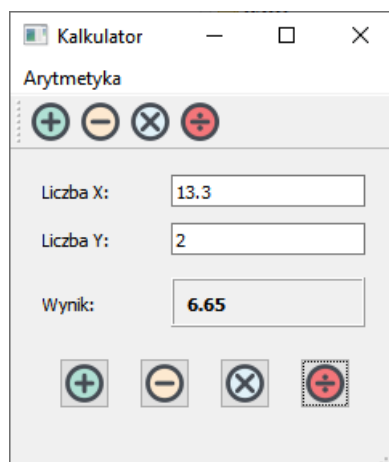 Kalkulator
Arytmetyka
Liczba X: 13.3
Liczba Y: 2
Wynik: 6.65